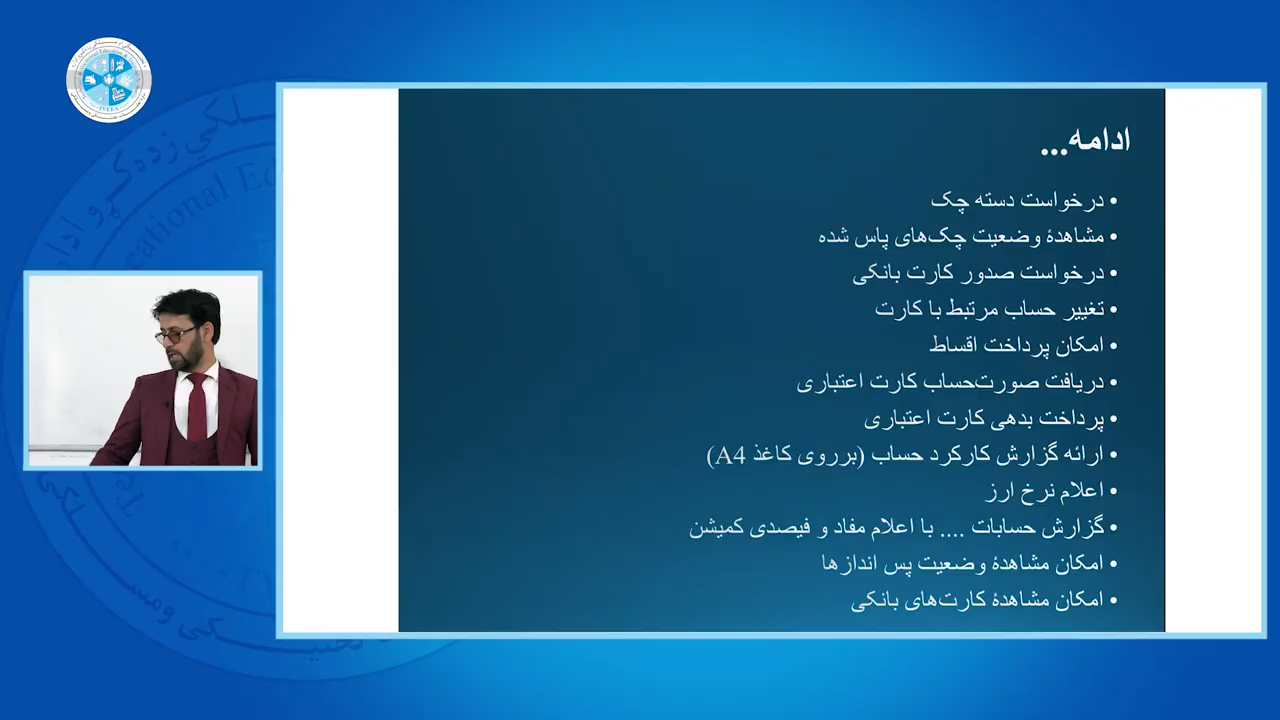 ادامه...
• درخواست دسته چک
• مشاهدهٔ وضعیت چک‌های پاس شده
• درخواست صدور کارت بانکی
• تغییر حساب مرتبط با کارت
• امکان پرداخت اقساط
• دریافت صورت‌حساب کارت اعتباری
• پرداخت بدهی کارت اعتباری
• ارائه گزارش کارکرد حساب (برروی کاغذ A4)
• اعلام نرخ ارز
• گزارش حسابات .... با اعلام مفاد و فیصدی کمیشن
• امکان مشاهدهٔ وضعیت پس اندازها
• امکان مشاهدهٔ کارت‌های بانکی